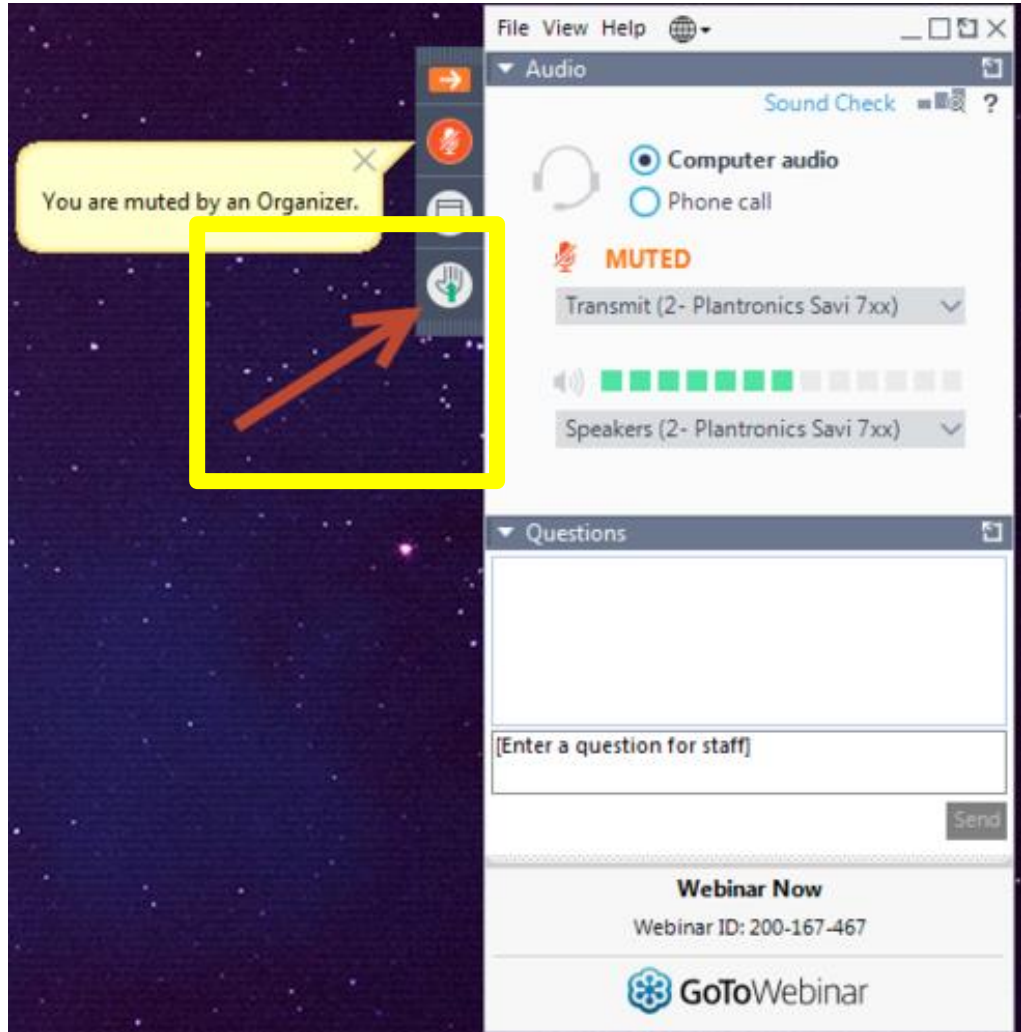 File View Help
Audio
Sound Check ?
Computer audio
Phone call
You are muted by an Organizer.
MUTED
Transmit (2- Plantronics Savi 7xx)
Speakers (2- Plantronics Savi 7xx)
Questions
[Enter a question for staff]
Send
Webinar Now
Webinar ID: 200-167-467
GoToWebinar